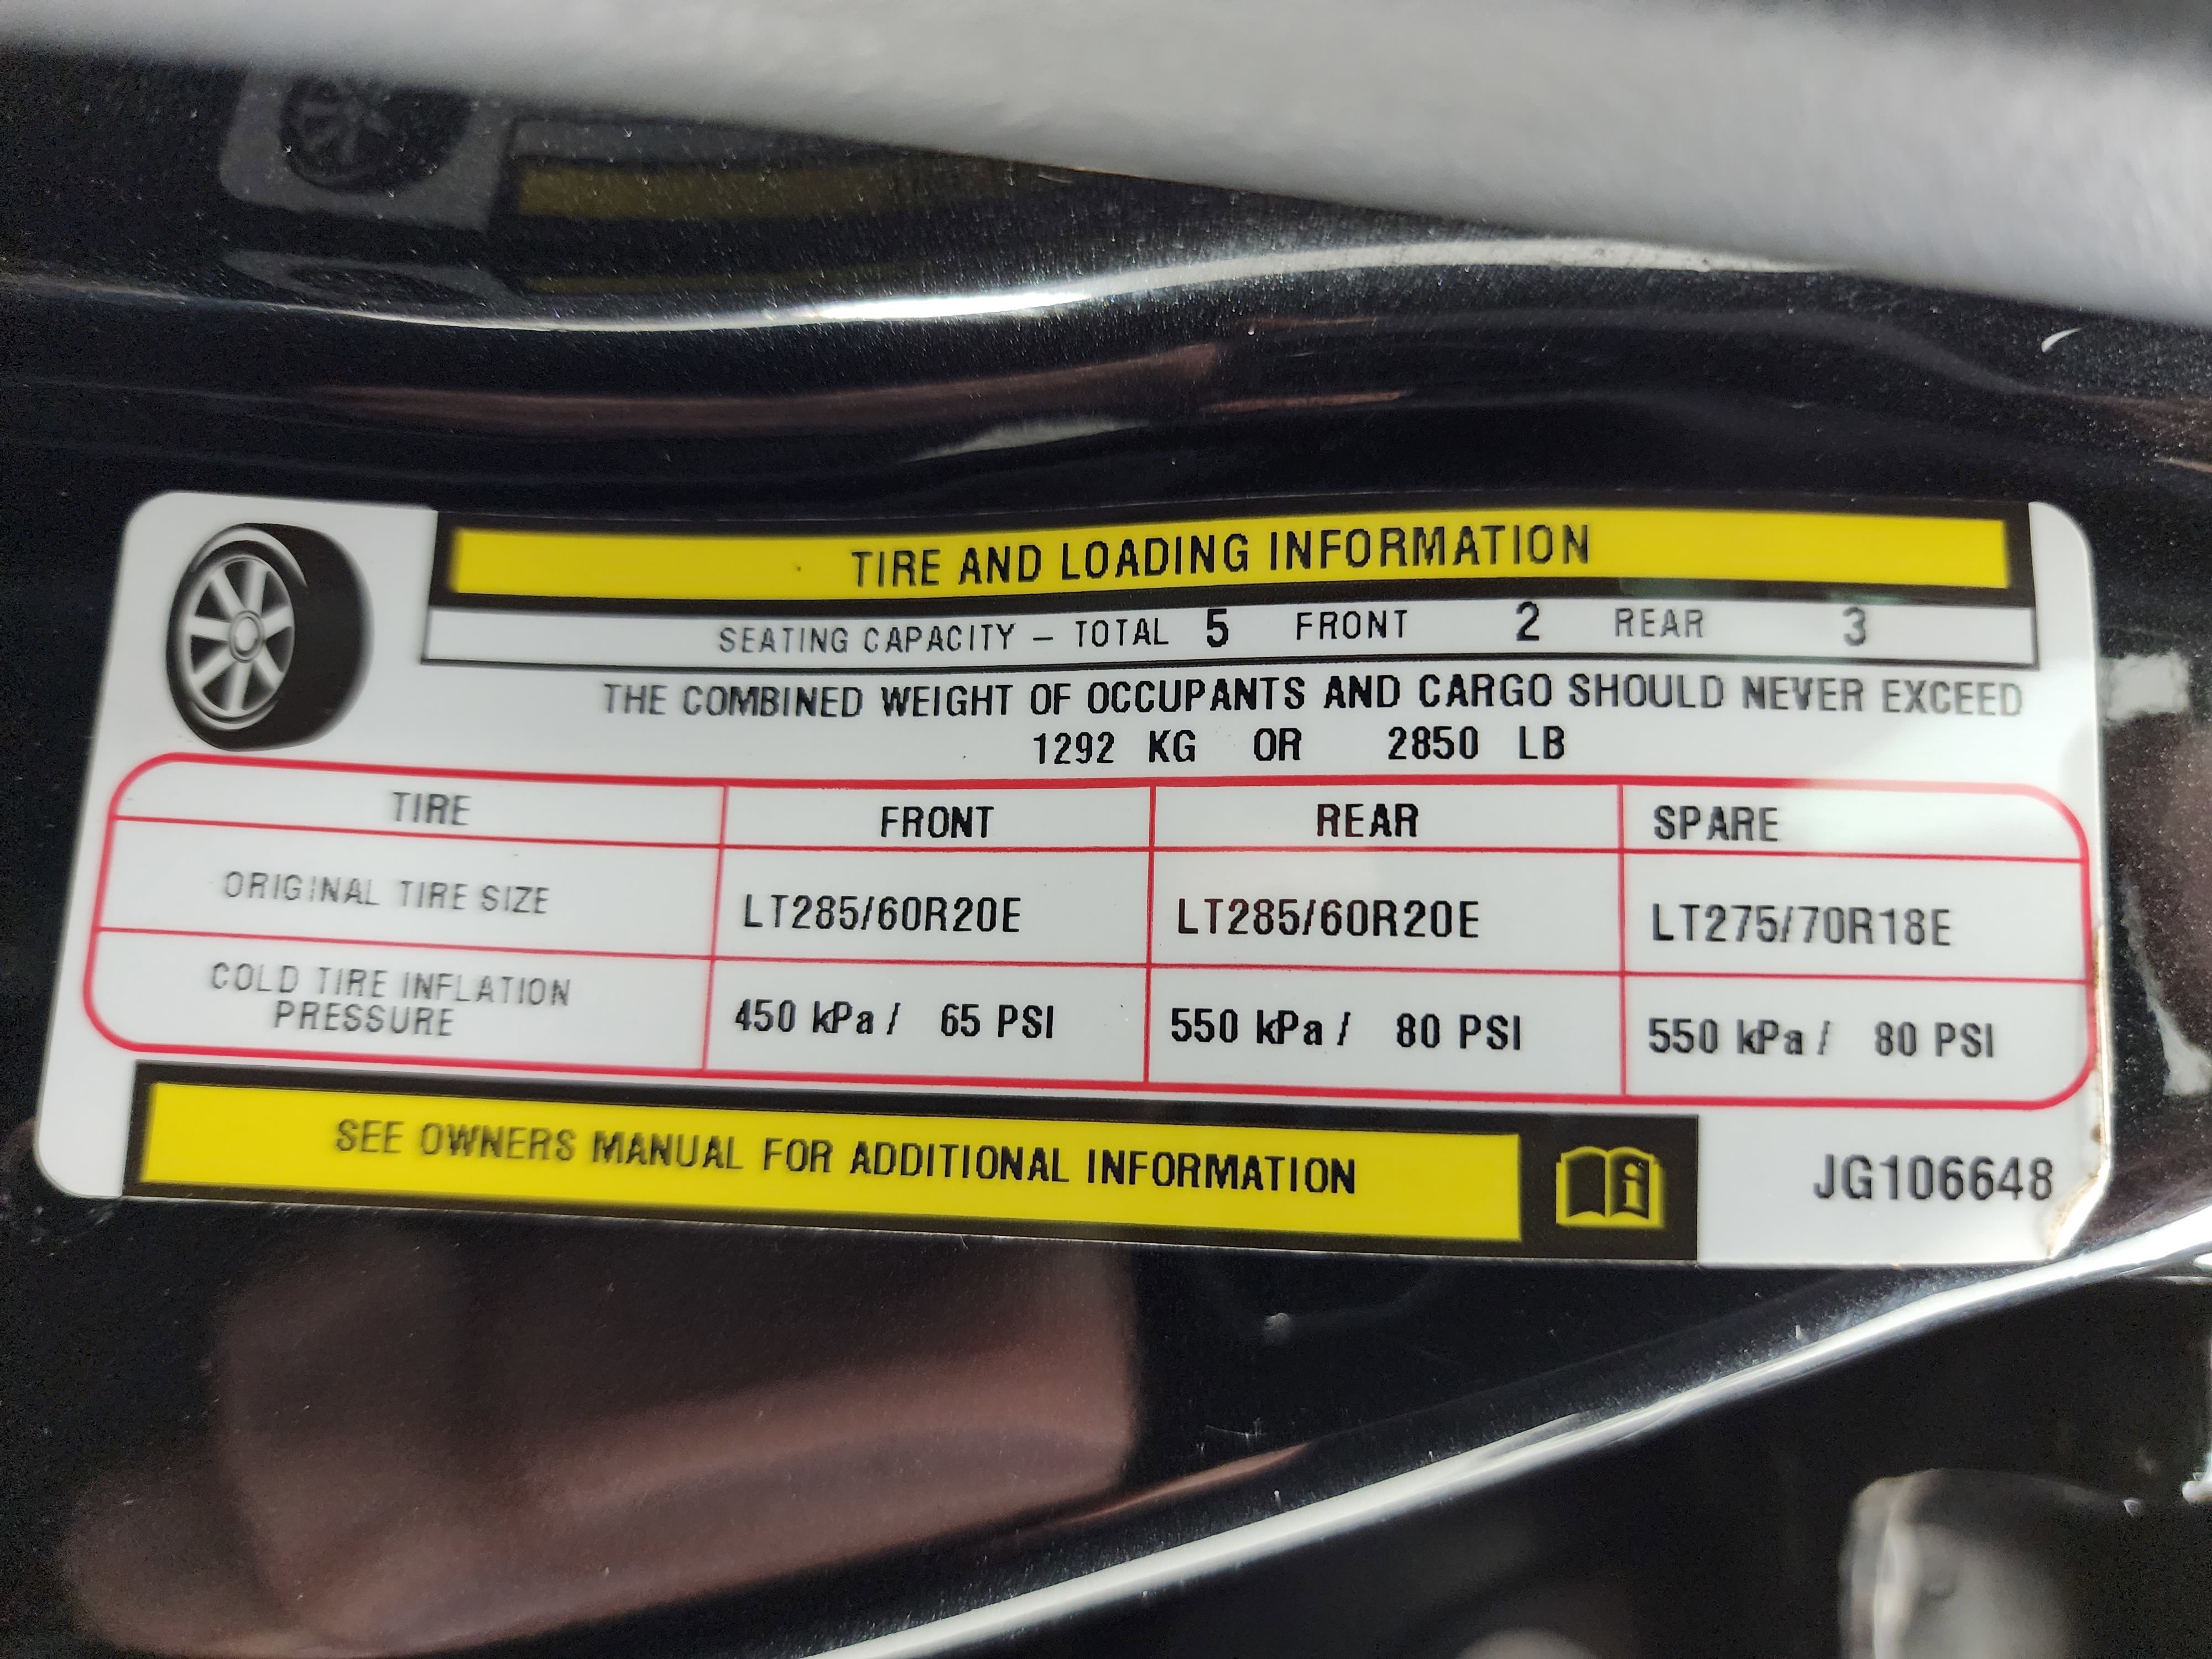 TIRE AND LOADING INFORMATION
SEATING CAPACITY – TOTAL 5 FRONT 2 REAR 3
THE COMBINED WEIGHT OF OCCUPANTS AND CARGO SHOULD NEVER EXCEED
1292 KG OR 2850 LB
TIRE FRONT REAR SPARE
ORIGINAL TIRE SIZE LT285/60R20E LT285/60R20E LT275/70R18E
COLD TIRE INFLATION
PRESSURE 450 kPa / 65 PSI 550 kPa / 80 PSI 550 kPa / 80 PSI
SEE OWNERS MANUAL FOR ADDITIONAL INFORMATION
JG106648